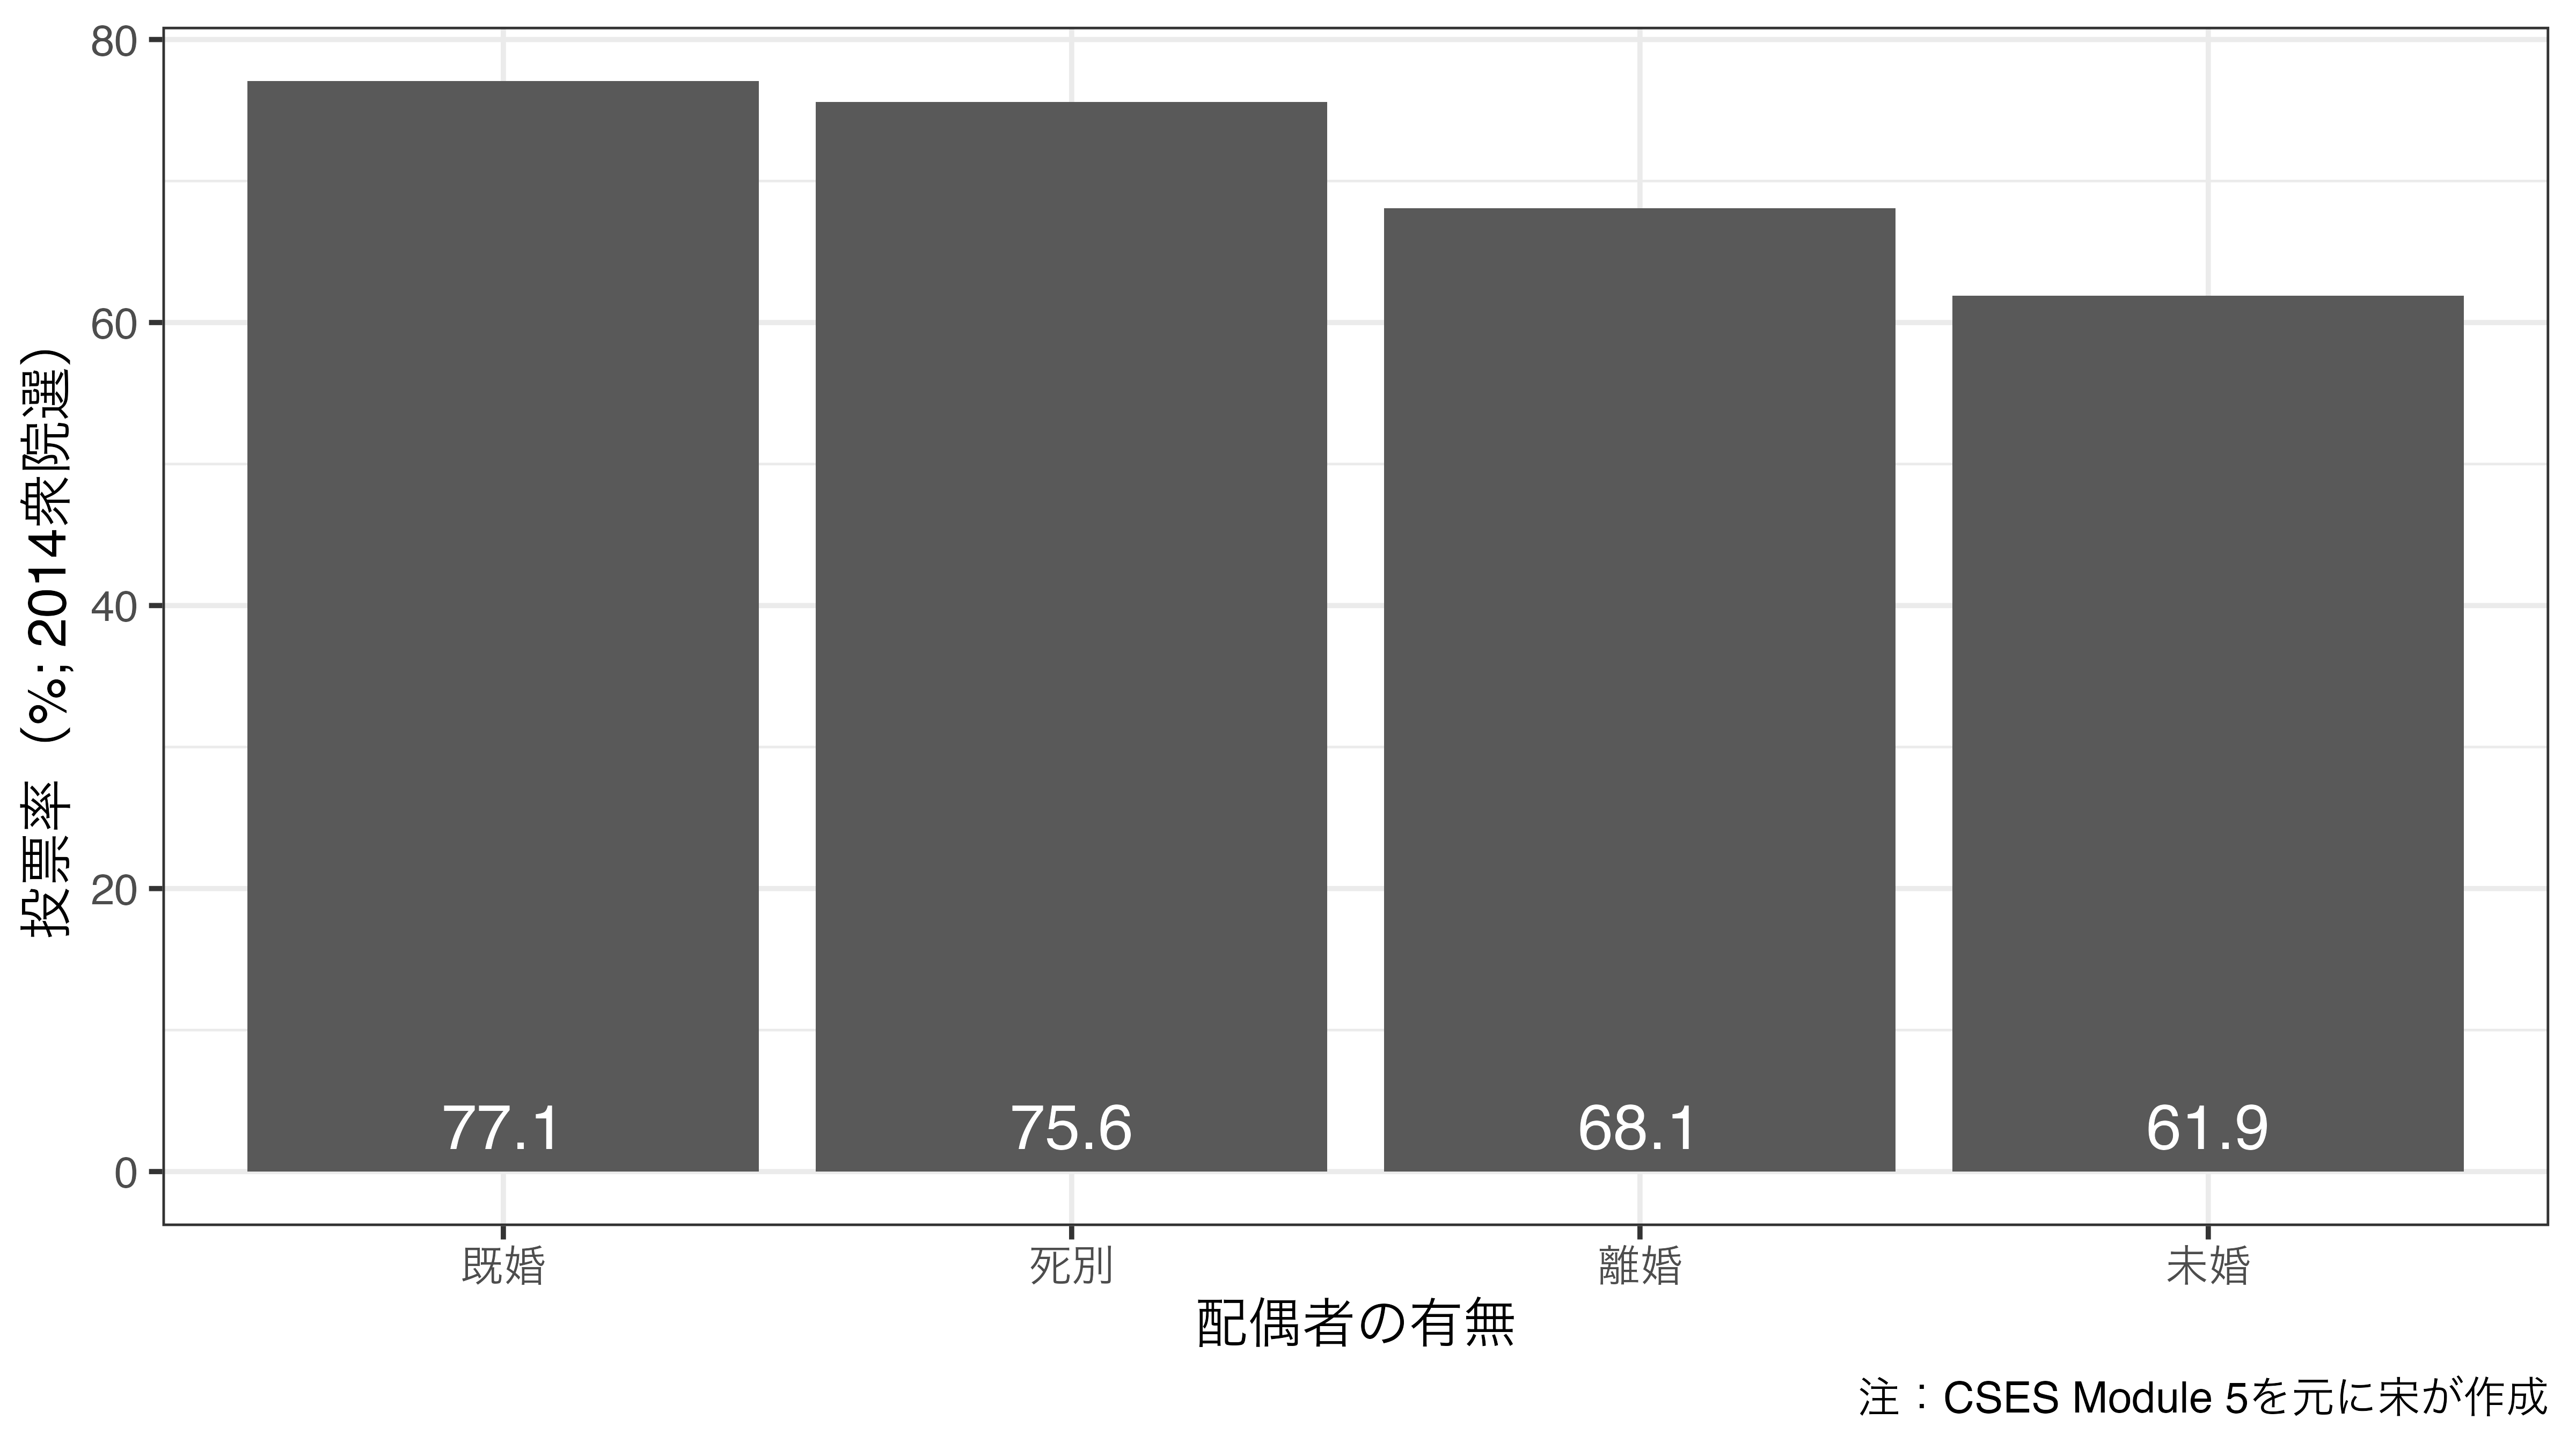 投票率（%; 2014衆院選）
80
60
40
20
0
77.1
75.6
68.1
61.9
既婚
死別
離婚
未婚
配偶者の有無
注：CSES Module 5を元に宋が作成